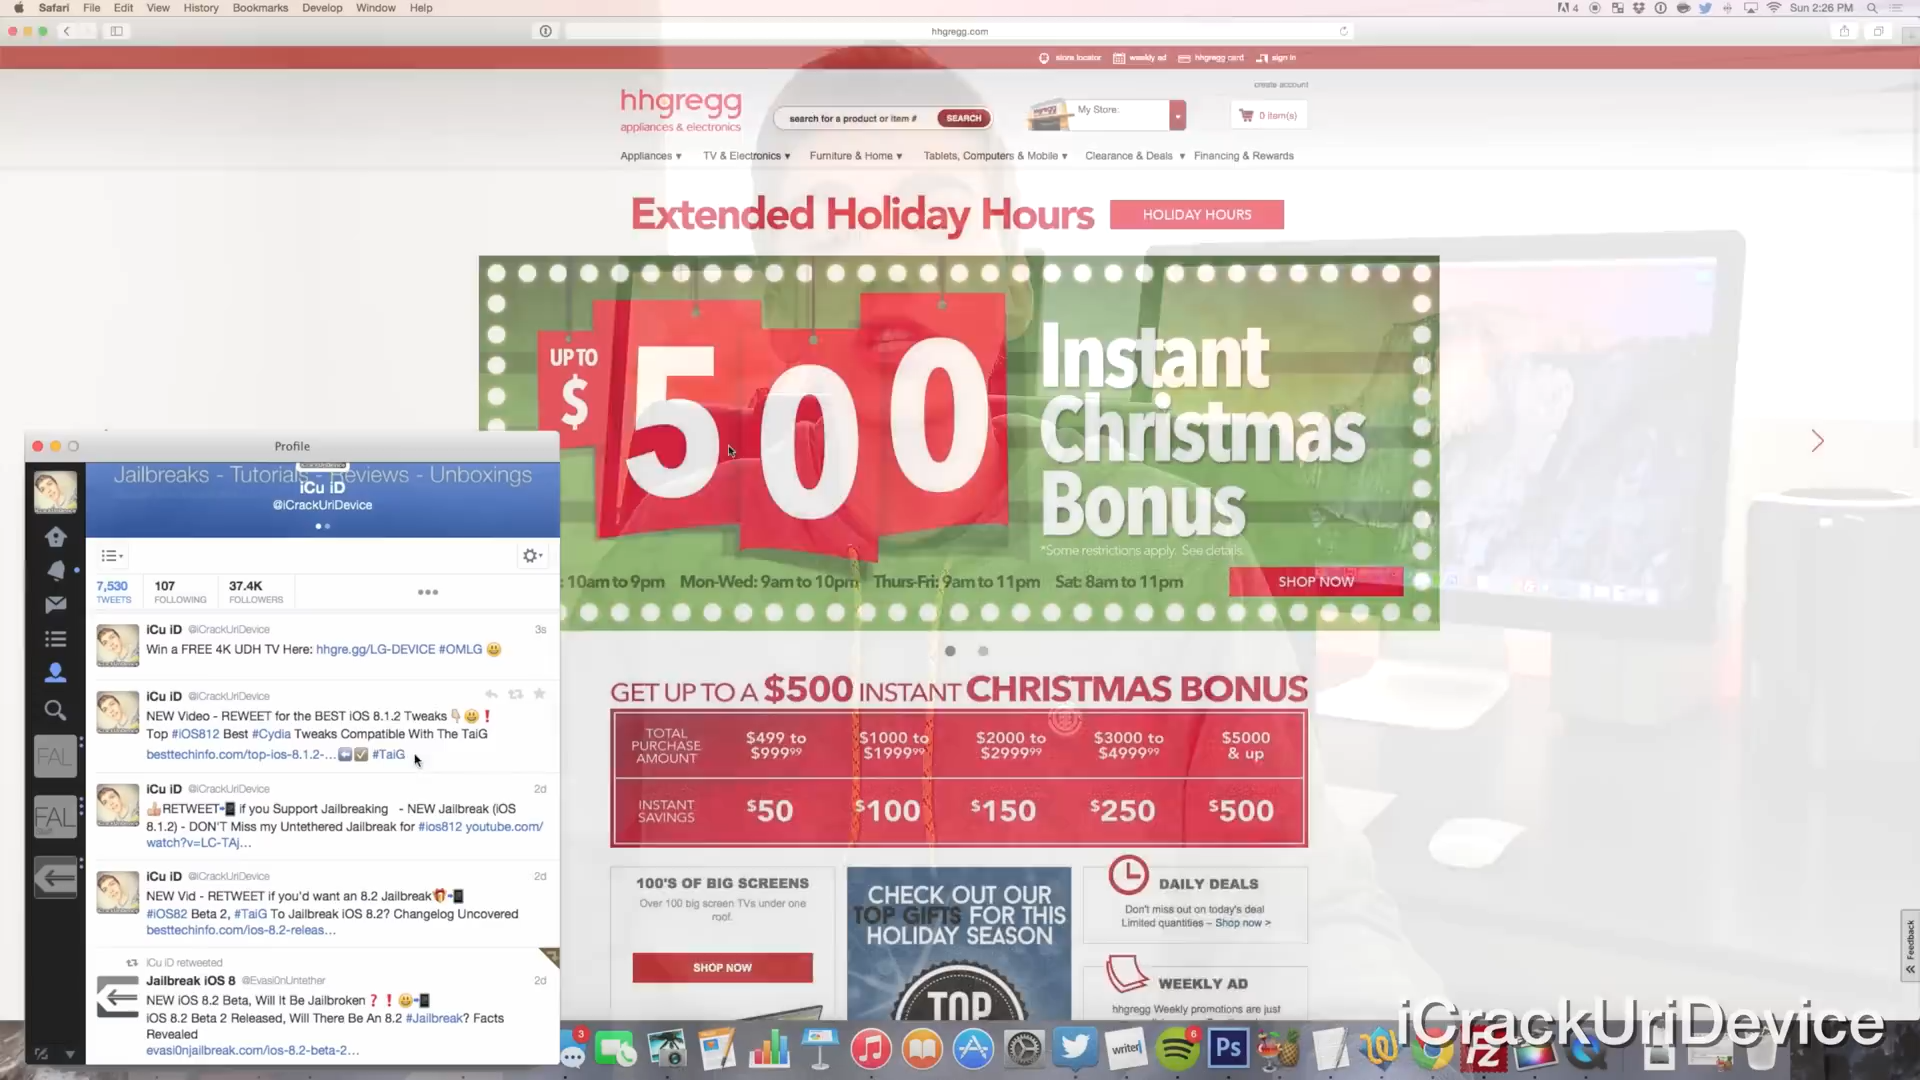 Safari File Edit View History Bookmarks Develop Window Help
4
Sun 2:26 PM
hhgregg.com
store locator
weekly ad
hhgregg card
sign in
create account
hhgregg
appliances & electronics
search for a product or item #
SEARCH
My Store:
0 item(s)
Appliances
TV & Electronics
Furniture & Home
Tablets, Computers & Mobile
Clearance & Deals
Financing & Rewards
Extended Holiday Hours
HOLIDAY HOURS
UP TO
$500
Instant
Christmas
Bonus
*Some restrictions apply. See details.
: 10am to 9pm Mon-Wed: 9am to 10pm Thurs-Fri: 9am to 11pm Sat: 8am to 11pm
SHOP NOW
GET UP TO A $500 INSTANT CHRISTMAS BONUS
TOTAL
PURCHASE
AMOUNT
$499 to
$999⁹⁹
$1000 to
$1999⁹⁹
$2000 to
$2999⁹⁹
$3000 to
$4999⁹⁹
$5000
& up
INSTANT
SAVINGS
$50
$100
$150
$250
$500
100'S OF BIG SCREENS
Over 100 big screen TVs under one
roof.
SHOP NOW
CHECK OUT OUR
TOP GIFTS FOR THIS
HOLIDAY SEASON
TOP
DAILY DEALS
Don't miss out on today's deal
Limited quantities – Shop now >
WEEKLY AD
hhgregg Weekly promotions are just
Feedback
Profile
Jailbreaks - Tutorials - Reviews - Unboxings
iCu iD
@iCrackUriDevice
7,530
TWEETS
107
FOLLOWING
37.4K
FOLLOWERS
iCu iD @iCrackUriDevice 3s
Win a FREE 4K UDH TV Here: hhgre.gg/LG-DEVICE #OMLG
iCu iD @iCrackUriDevice
NEW Video - REWEET for the BEST iOS 8.1.2 Tweaks
Top #iOS812 Best #Cydia Tweaks Compatible With The TaiG
besttechinfo.com/top-ios-8.1.2-... #TaiG
iCu iD @iCrackUriDevice 2d
RETWEET if you Support Jailbreaking - NEW Jailbreak (iOS
8.1.2) - DON'T Miss my Untethered Jailbreak for #ios812 youtube.com/
watch?v=LC-TAj...
iCu iD @iCrackUriDevice 2d
NEW Vid - RETWEET if you'd want an 8.2 Jailbreak
#iOS82 Beta 2, #TaiG To Jailbreak iOS 8.2? Changelog Uncovered
besttechinfo.com/ios-8.2-releas...
iCu iD retweeted
Jailbreak iOS 8 @Evasi0nUntether 2d
NEW iOS 8.2 Beta, Will It Be Jailbroken ? !
iOS 8.2 Beta 2 Released, Will There Be An 8.2 #Jailbreak? Facts
Revealed
evasi0njailbreak.com/ios-8.2-beta-2...
FAL
FAL
3
writer
6
Ps
FZ
iCrackUriDevice